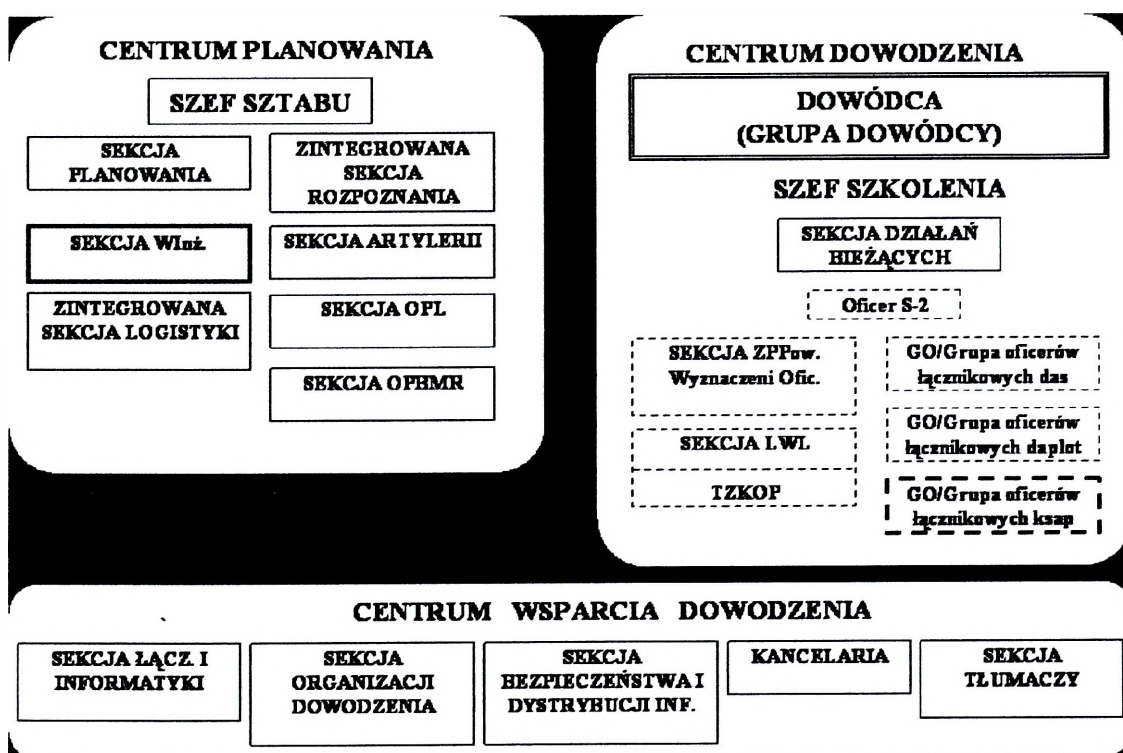 CENTRUM PLANOWANIA
SZEF SZTABU
SEKCJA
PLANOWANIA
ZINTEGROWANA
SEKCJA
ROZPOZNANIA
SEKCJA WInż.
SEKCJA ARTYLERII
ZINTEGROWANA
SEKCJA LOGISTYKI
SEKCJA OPL
SEKCJA OPBMR
CENTRUM DOWODZENIA
DOWÓDCA
(GRUPA DOWÓDCY)
SZEF SZKOLENIA
SEKCJA DZIAŁAŃ
BIEŻĄCYCH
Oficer S-2
SEKCJA ZPPow.
Wyznaczeni Ofic.
GO/Grupa oficerów
łącznikowych das
SEKCJA LWL
TZKOP
GO/Grupa oficerów
łącznikowych daplot
GO/Grupa oficerów
łącznikowych ksap
CENTRUM WSPARCIA DOWODZENIA
SEKCJA ŁĄCZ. I
INFORMATYKI
SEKCJA
ORGANIZACJI
DOWODZENIA
SEKCJA
BEZPIECZEŃSTWA I
DYSTRYBUCJI INF.
KANCELARIA
SEKCJA
TŁUMACZY